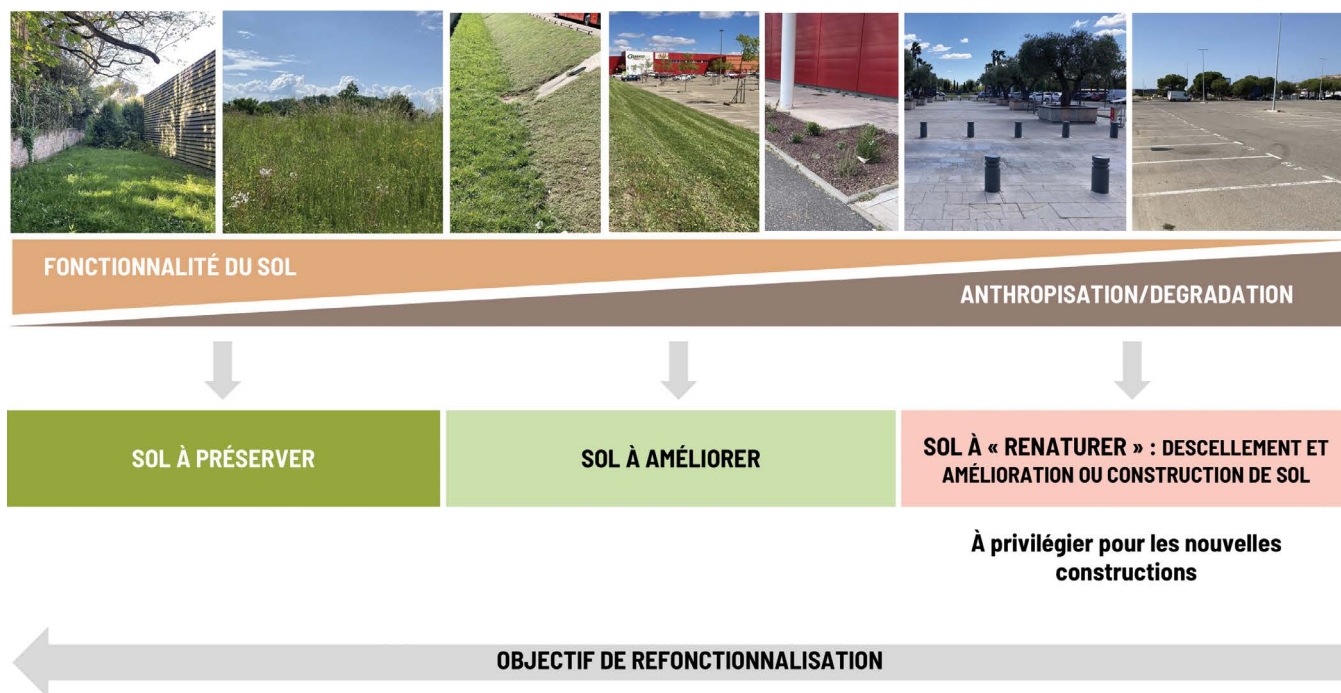 FONCTIONNALITÉ DU SOL
ANTHROPISATION/DEGRADATION
SOL À PRÉSERVER
SOL À AMÉLIORER
SOL À « RENATURER » : DESCELLEMENT ET
AMÉLIORATION OU CONSTRUCTION DE SOL
À privilégier pour les nouvelles
constructions
OBJECTIF DE REFONCTIONNALISATION